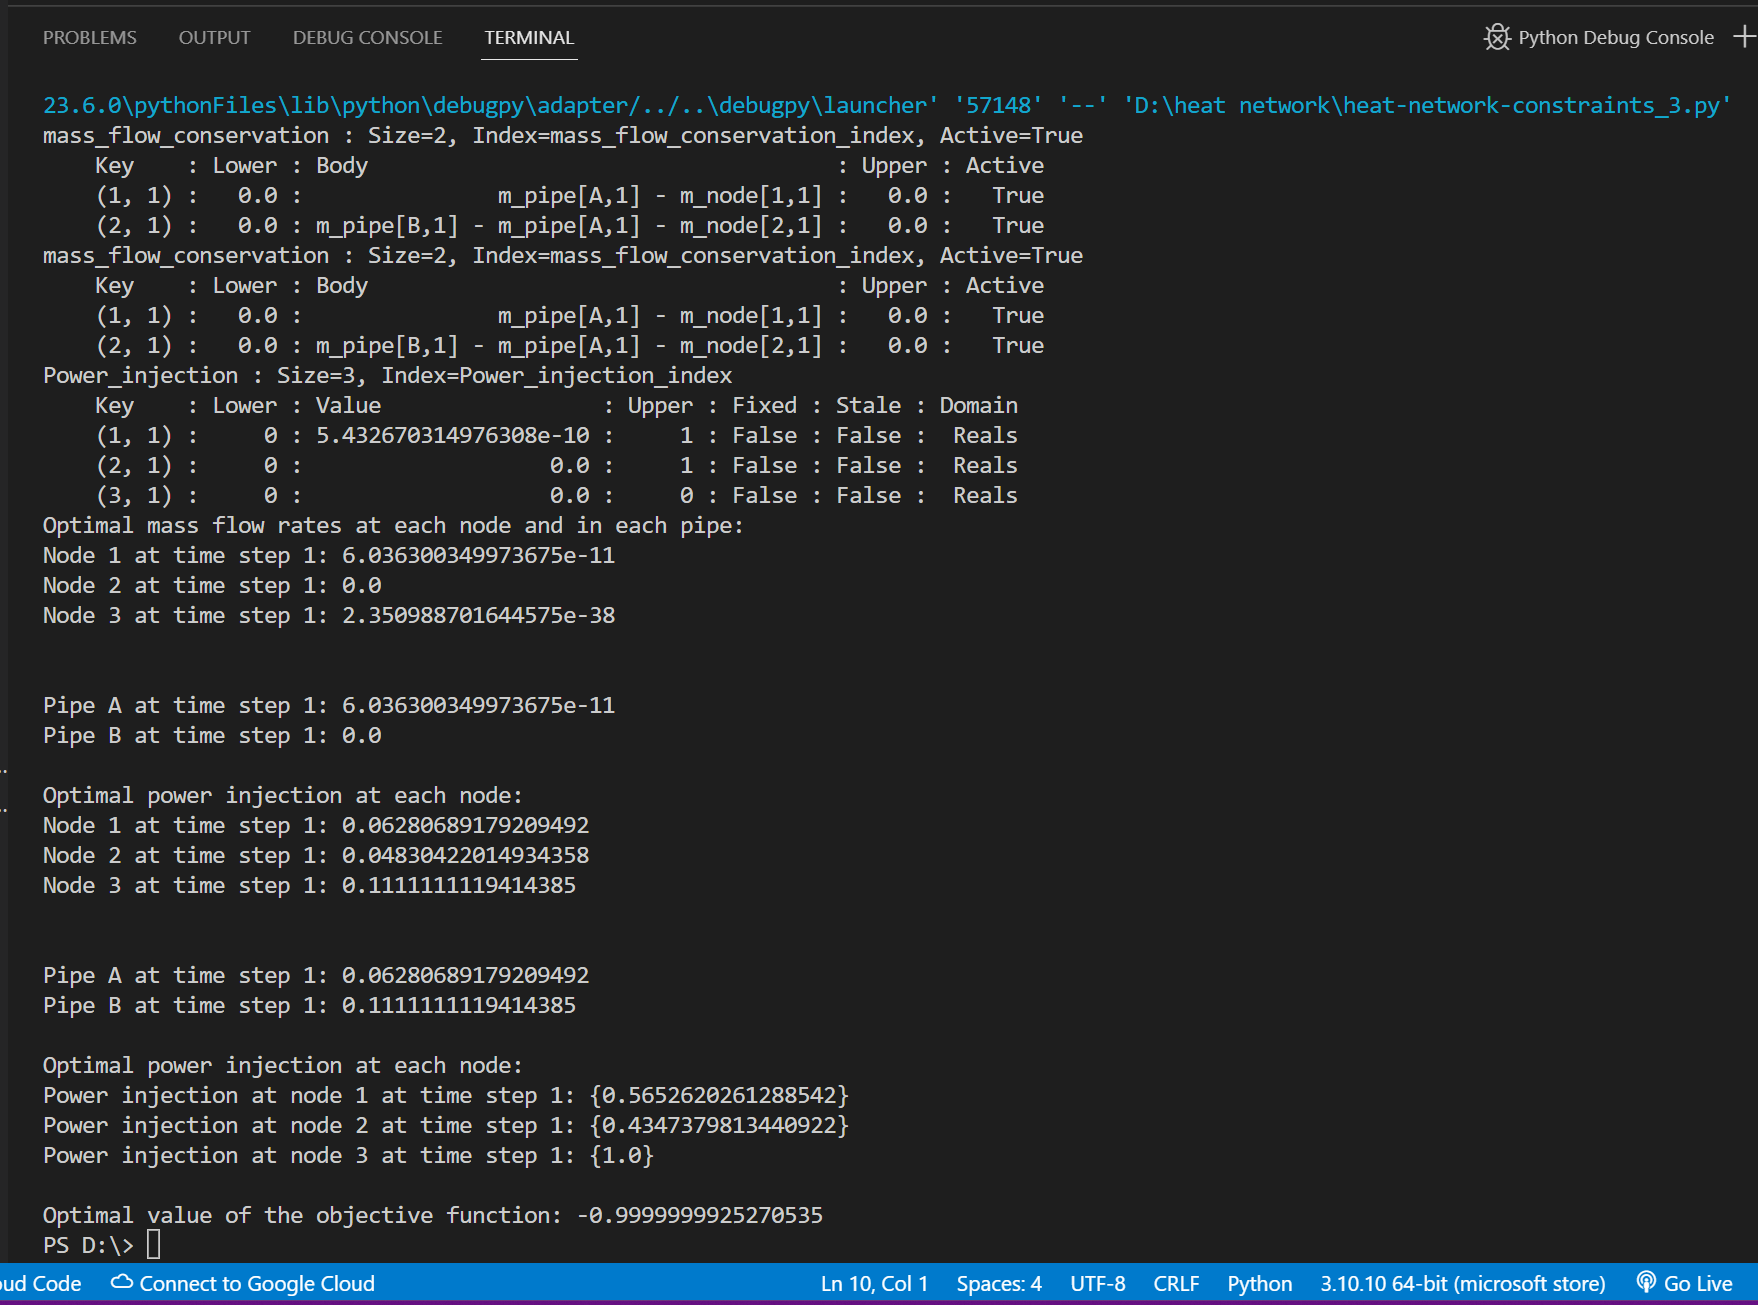 PROBLEMS OUTPUT DEBUG CONSOLE TERMINAL Python Debug Console
23.6.0\pythonFiles\lib\python\debugpy\adapter/../..\debugpy\launcher' '57148' '--' 'D:\heat network\heat-network-constraints_3.py'
mass_flow_conservation : Size=2, Index=mass_flow_conservation_index, Active=True
    Key    : Lower : Body                                    : Upper : Active
    (1, 1) :   0.0 :               m_pipe[A,1] - m_node[1,1] :   0.0 :   True
    (2, 1) :   0.0 : m_pipe[B,1] - m_pipe[A,1] - m_node[2,1] :   0.0 :   True
mass_flow_conservation : Size=2, Index=mass_flow_conservation_index, Active=True
    Key    : Lower : Body                                    : Upper : Active
    (1, 1) :   0.0 :               m_pipe[A,1] - m_node[1,1] :   0.0 :   True
    (2, 1) :   0.0 : m_pipe[B,1] - m_pipe[A,1] - m_node[2,1] :   0.0 :   True
Power_injection : Size=3, Index=Power_injection_index
    Key    : Lower : Value                 : Upper : Fixed : Stale : Domain
    (1, 1) :     0 : 5.432670314976308e-10 :     1 : False : False :  Reals
    (2, 1) :     0 :                   0.0 :     1 : False : False :  Reals
    (3, 1) :     0 :                   0.0 :     0 : False : False :  Reals
Optimal mass flow rates at each node and in each pipe:
Node 1 at time step 1: 6.036300349973675e-11
Node 2 at time step 1: 0.0
Node 3 at time step 1: 2.350988701644575e-38
Pipe A at time step 1: 6.036300349973675e-11
Pipe B at time step 1: 0.0
Optimal power injection at each node:
Node 1 at time step 1: 0.06280689179209492
Node 2 at time step 1: 0.04830422014934358
Node 3 at time step 1: 0.1111111119414385
Pipe A at time step 1: 0.06280689179209492
Pipe B at time step 1: 0.1111111119414385
Optimal power injection at each node:
Power injection at node 1 at time step 1: {0.5652620261288542}
Power injection at node 2 at time step 1: {0.4347379813440922}
Power injection at node 3 at time step 1: {1.0}
Optimal value of the objective function: -0.9999999925270535
PS D:\>
oud Code Connect to Google Cloud Ln 10, Col 1 Spaces: 4 UTF-8 CRLF Python 3.10.10 64-bit (microsoft store) Go Live